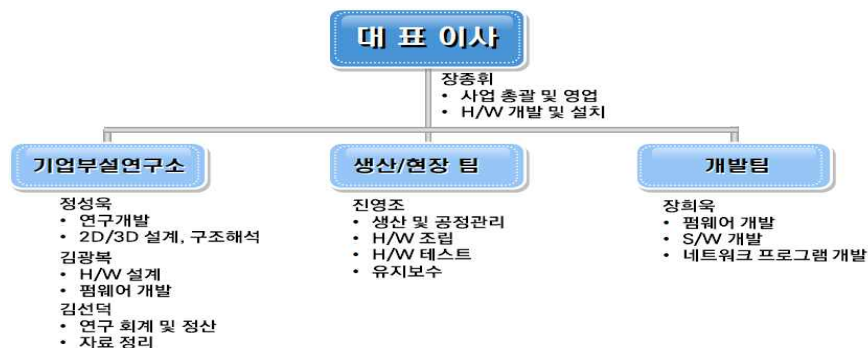 대 표 이사
장종휘
• 사업 총괄 및 영업
• H/W 개발 및 설치
기업부설연구소
정성욱
• 연구개발
• 2D/3D 설계, 구조해석
김광복
• H/W 설계
• 펌웨어 개발
김선덕
• 연구 회계 및 정산
• 자료 정리
생산/현장 팀
진영조
• 생산 및 공정관리
• H/W 조립
• H/W 테스트
• 유지보수
개발팀
장희욱
• 펌웨어 개발
• S/W 개발
• 네트워크 프로그램 개발